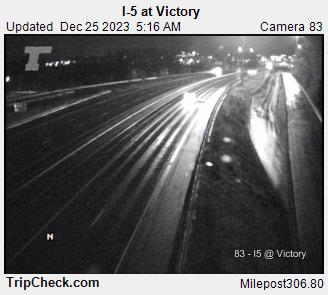 I-5 at Victory
Updated Dec 25 2023 5:16 AM Camera 83
T
N
83 - I5 @ Victory
TripCheck.com Milepost306.80